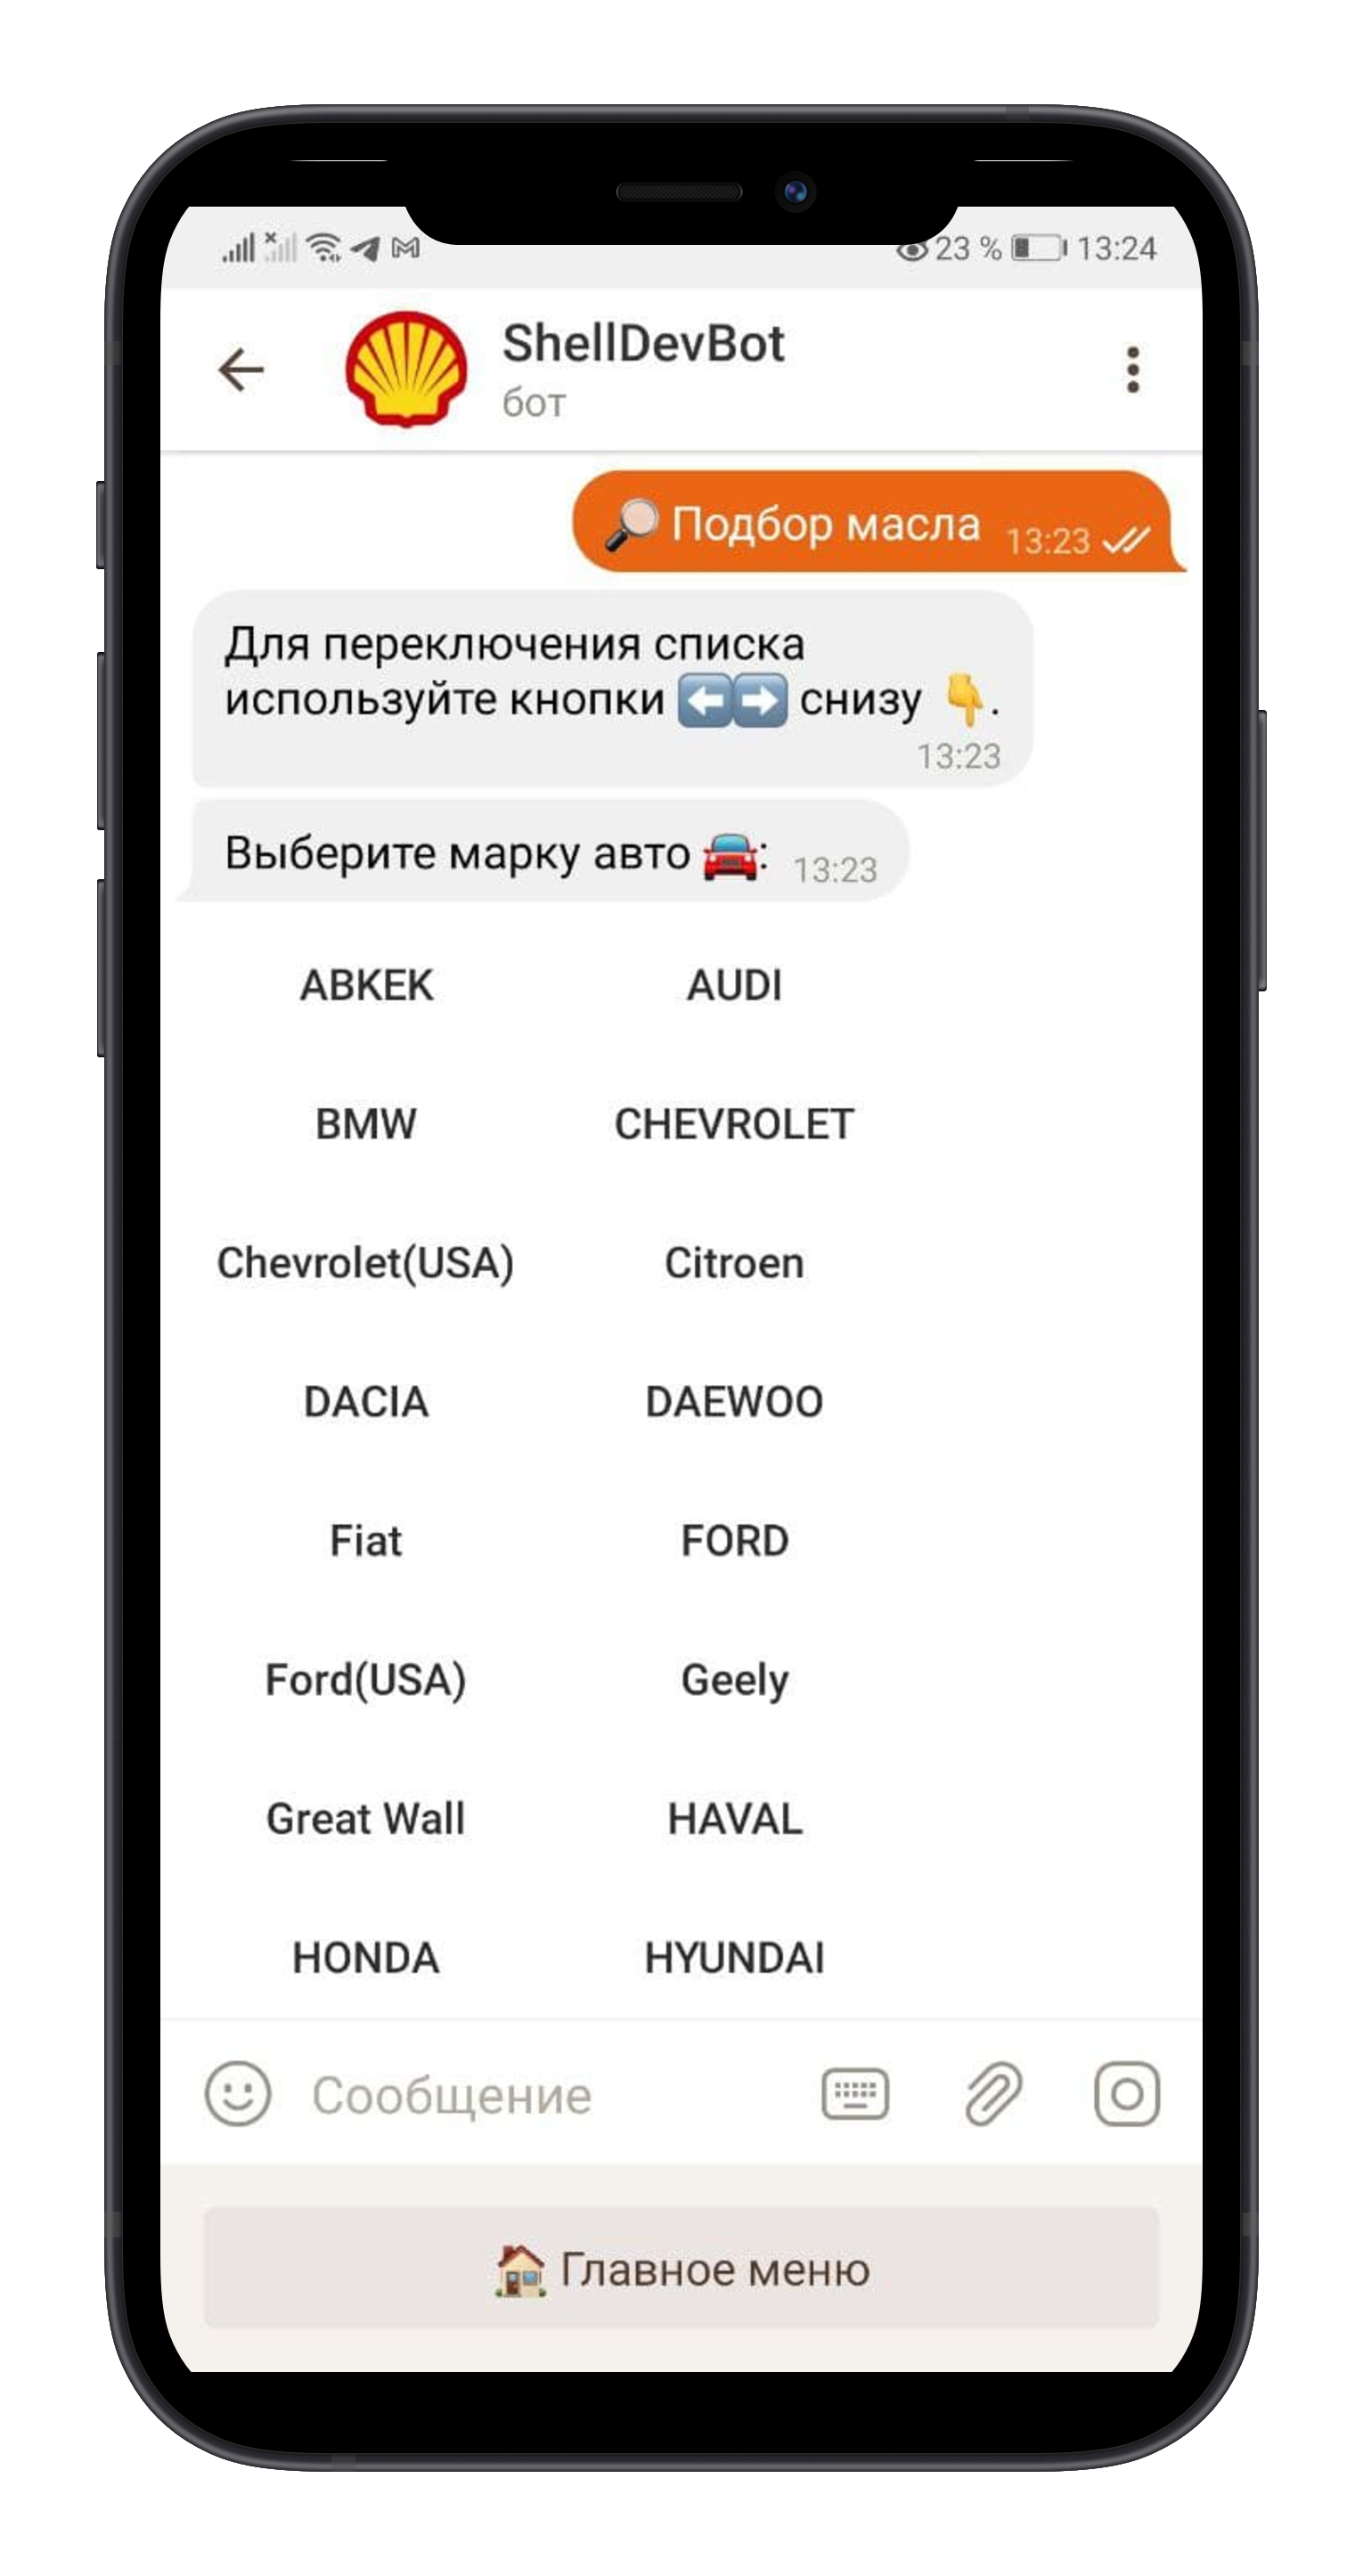 23 % 13:24
ShellDevBot
бот
Подбор масла 13:23
Для переключения списка
используйте кнопки снизу .
13:23
Выберите марку авто : 13:23
ABKEK AUDI
BMW CHEVROLET
Chevrolet(USA) Citroen
DACIA DAEWOO
Fiat FORD
Ford(USA) Geely
Great Wall HAVAL
HONDA HYUNDAI
Сообщение
Главное меню